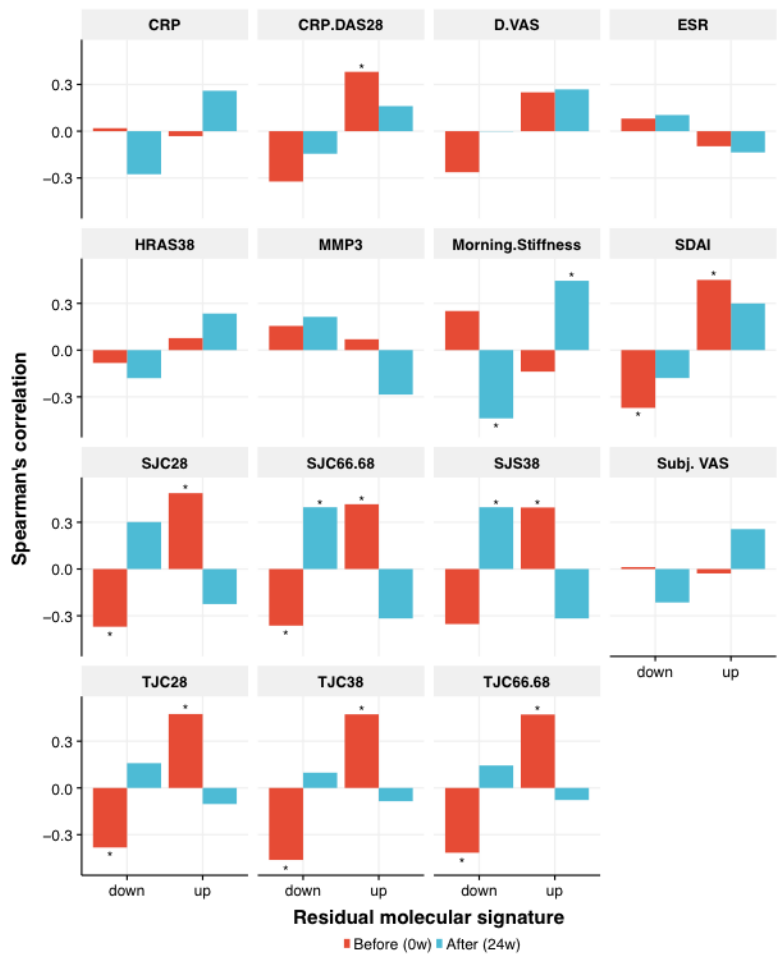 CRP CRP.DAS28 D.VAS ESR
0.3 *
0.0
−0.3
HRAS38 MMP3 Morning.Stiffness SDAI
0.3 * *
0.0
−0.3 * *
SJC28 SJC66.68 SJS38 Subj. VAS
0.3 * * * * *
0.0
−0.3 * *
down up
TJC28 TJC38 TJC66.68
0.3 * * *
0.0
−0.3 * * *
down up down up down up
Spearman's correlation
Residual molecular signature
Before (0w) After (24w)